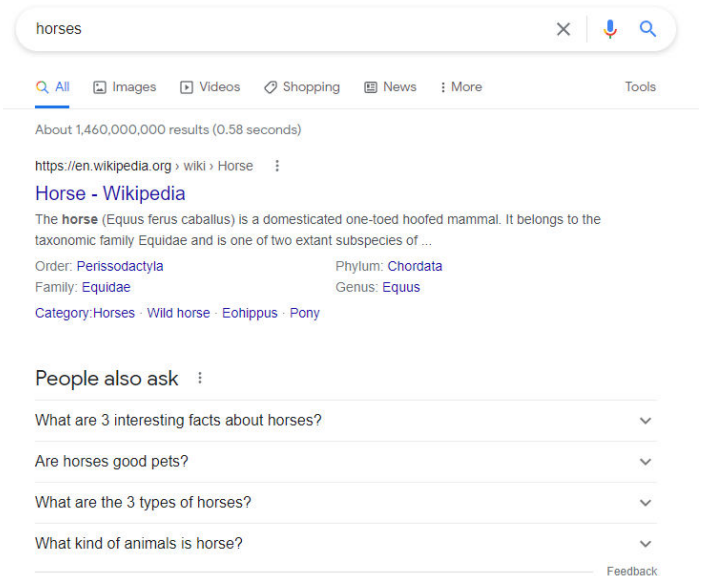 horses
All Images Videos Shopping News More Tools
About 1,460,000,000 results (0.58 seconds)
https://en.wikipedia.org › wiki › Horse
Horse - Wikipedia
The horse (Equus ferus caballus) is a domesticated one-toed hoofed mammal. It belongs to the
taxonomic family Equidae and is one of two extant subspecies of ...
Order: Perissodactyla Phylum: Chordata
Family: Equidae Genus: Equus
Category:Horses · Wild horse · Eohippus · Pony
People also ask
What are 3 interesting facts about horses?
Are horses good pets?
What are the 3 types of horses?
What kind of animals is horse?
Feedback